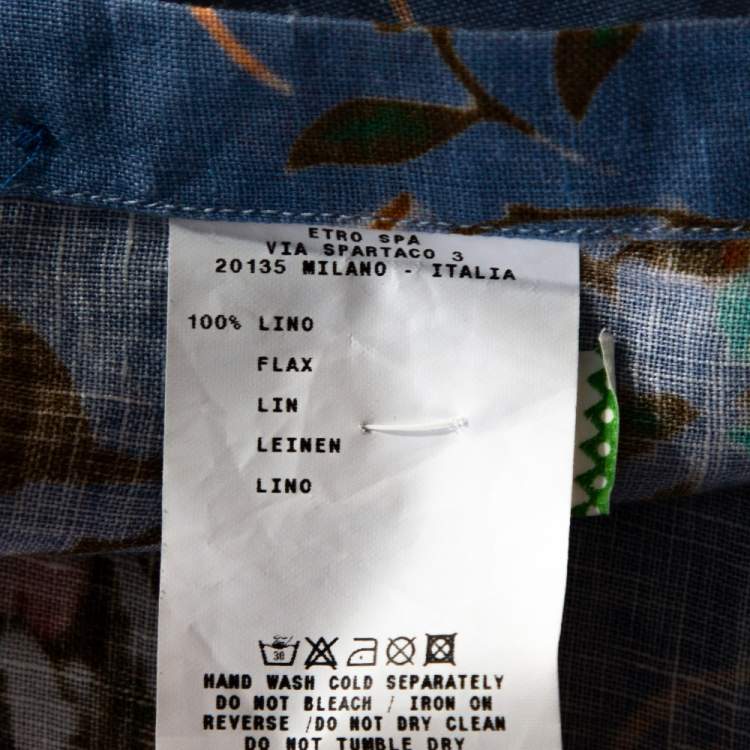 ETRO SPA
VIA SPARTACO 3
20135 MILANO - ITALIA
100% LINO
FLAX
LIN
LEINEN
LINO
30
HAND WASH COLD SEPARATELY
DO NOT BLEACH / IRON ON
REVERSE /DO NOT DRY CLEAN
DO NOT TUMBLE DRY